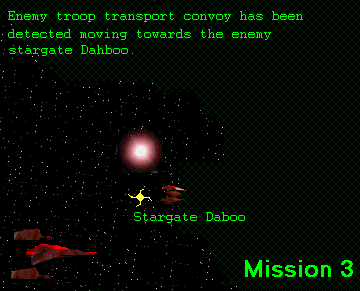 Enemy troop transport convoy has been
detected moving towards the enemy
stargate Dahboo.
Stargate Daboo
Mission 3